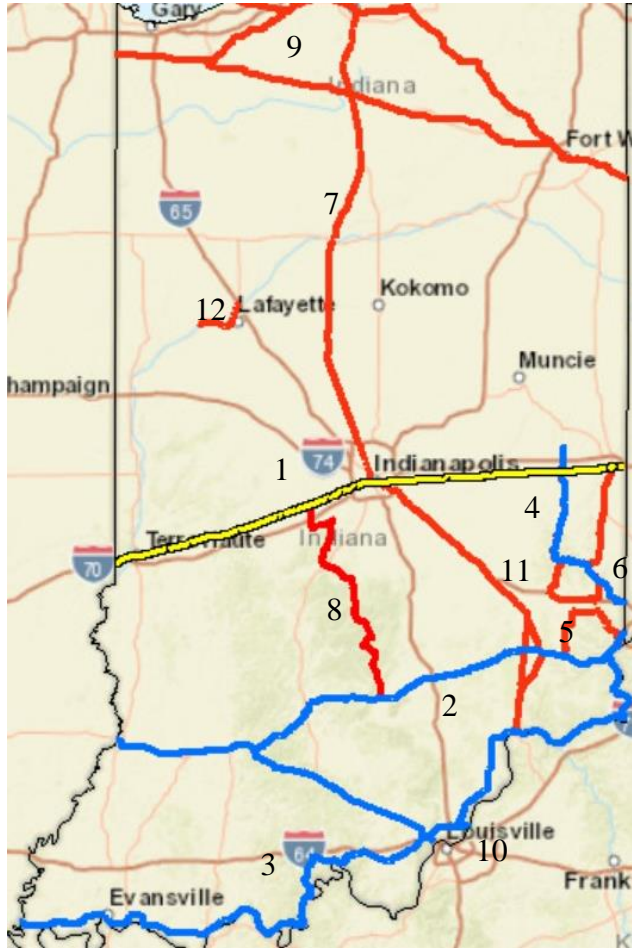 Gary
9
Indiana
Fort W
7
65
Kokomo
12 Lafayette
Muncie
hampaign
1
74 Indianapolis
4
Terre Haute
Indiana
70
11
6
8
5
2
Louisville
3
64
10
Frank
Evansville
K